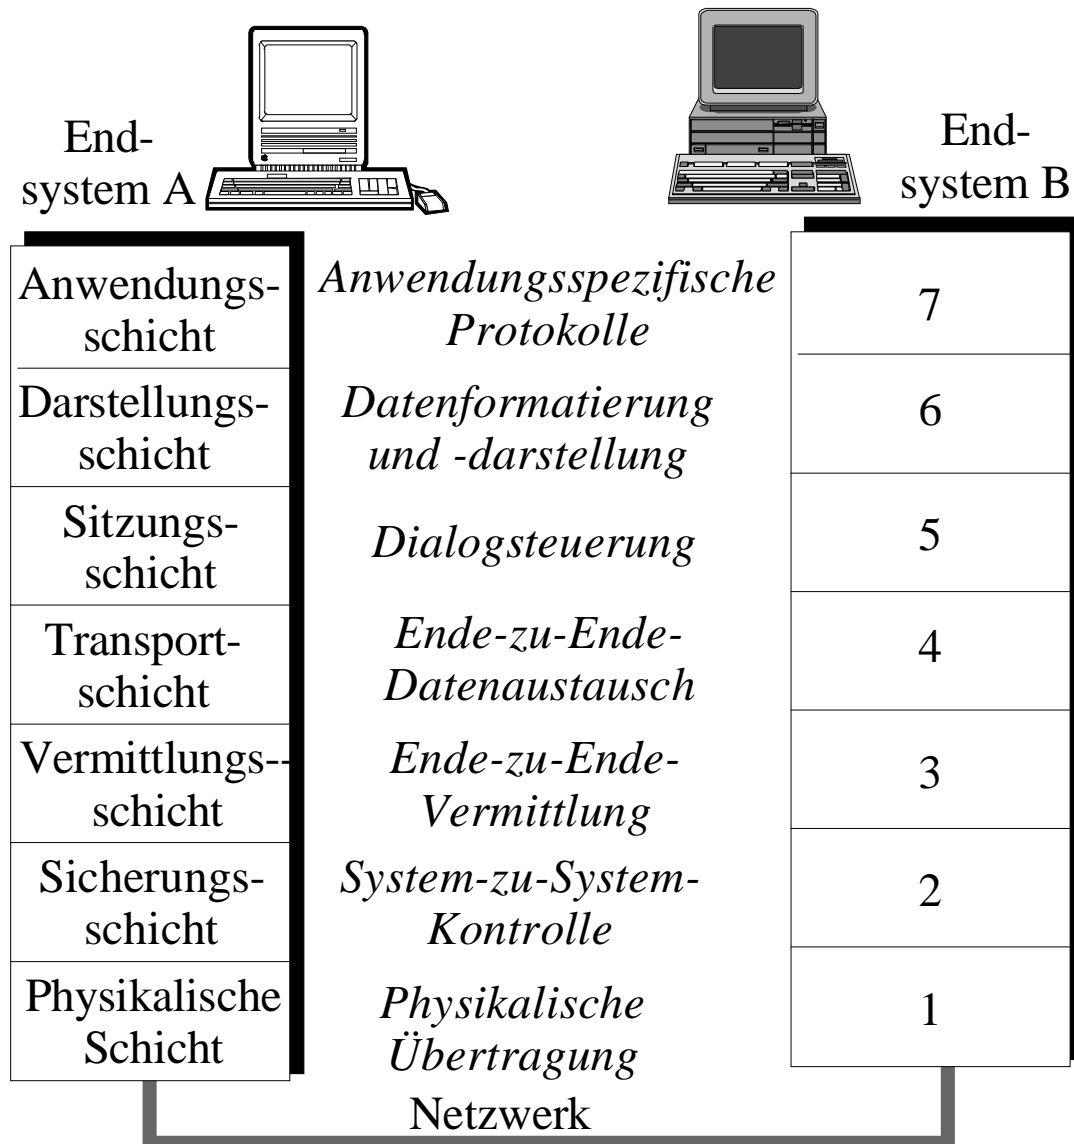 End-
system A
End-
system B
Anwendungs-
schicht
Anwendungsspezifische
Protokolle
7
Darstellungs-
schicht
Datenformatierung
und -darstellung
6
Sitzungs-
schicht
Dialogsteuerung
5
Transport-
schicht
Ende-zu-Ende-
Datenaustausch
4
Vermittlungs--
schicht
Ende-zu-Ende-
Vermittlung
3
Sicherungs-
schicht
System-zu-System-
Kontrolle
2
Physikalische
Schicht
Physikalische
Übertragung
1
Netzwerk